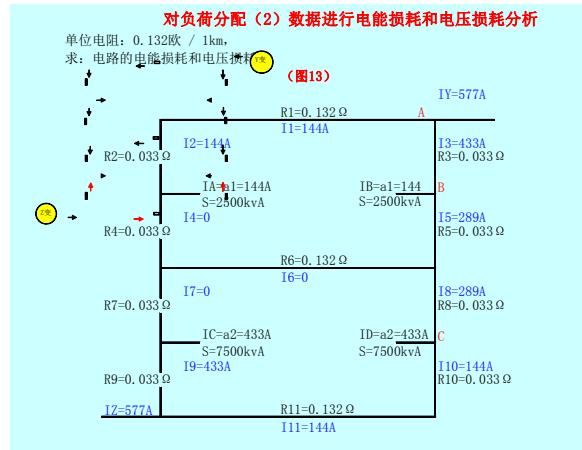 对负荷分配（2）数据进行电能损耗和电压损耗分析
单位电阻: 0.132欧 / 1km,
求: 电路的电能损耗和电压损耗
Y变
（图13）
IY=577A
R1=0.132Ω
A
I1=144A
I2=144A
I3=433A
R2=0.033Ω
R3=0.033Ω
IA=a1=144A
IB=a1=144
B
S=2500kvA
S=2500kvA
Z变
I4=0
I5=289A
R4=0.033Ω
R5=0.033Ω
R6=0.132Ω
I6=0
I7=0
I8=289A
R7=0.033Ω
R8=0.033Ω
IC=a2=433A
ID=a2=433A
C
S=7500kvA
S=7500kvA
I9=433A
I10=144A
R9=0.033Ω
R10=0.033Ω
IZ=577A
R11=0.132Ω
I11=144A